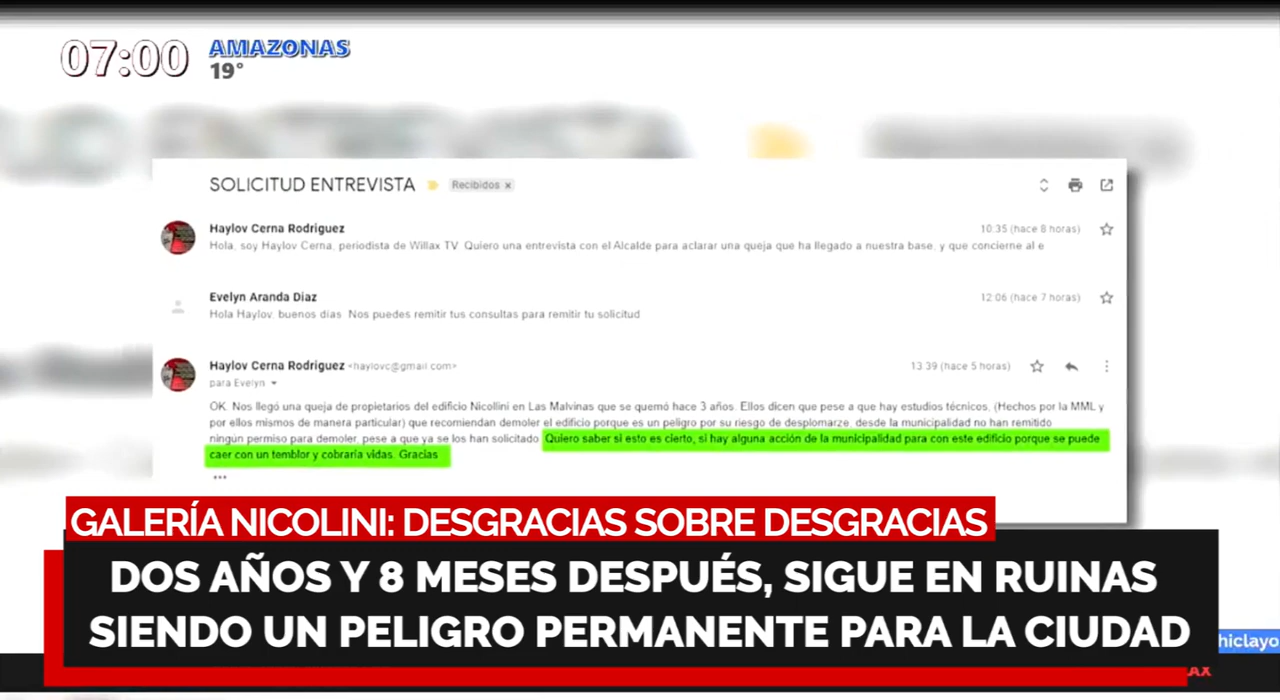 07:00 AMAZONAS
19°
SOLICITUD ENTREVISTA Recibidos x
Haylov Cerna Rodriguez 10:35 (hace 8 horas)
Hola, soy Haylov Cerna, periodista de Willax TV Quiero una entrevista con el Alcalde para aclarar una queja que ha llegado a nuestra base, y que concierne al e
Evelyn Aranda Diaz 12:06 (hace 7 horas)
Hola Haylov, buenos dias Nos puedes remitir tus consultas para remitir tu solicitud
Haylov Cerna Rodriguez <haylovc@gmail.com> 13:39 (hace 5 horas)
para Evelyn
OK. Nos llegó una queja de propietarios del edificio Nicollini en Las Malvinas que se quemó hace 3 años. Ellos dicen que pese a que hay estudios técnicos, (Hechos por la MML y
por ellos mismos de manera particular) que recomiendan demoler el edificio porque es un peligro por su riesgo de desplomarze, desde la municipalidad no han remitido
ningun permiso para demoler, pese a que ya se los han solicitado. Quiero saber si esto es cierto, si hay alguna acción de la municipalidad para con este edificio porque se puede
caer con un temblor y cobraría vidas. Gracias
...
GALERÍA NICOLINI: DESGRACIAS SOBRE DESGRACIAS
DOS AÑOS Y 8 MESES DESPUÉS, SIGUE EN RUINAS
SIENDO UN PELIGRO PERMANENTE PARA LA CIUDAD
hiclayo
AX